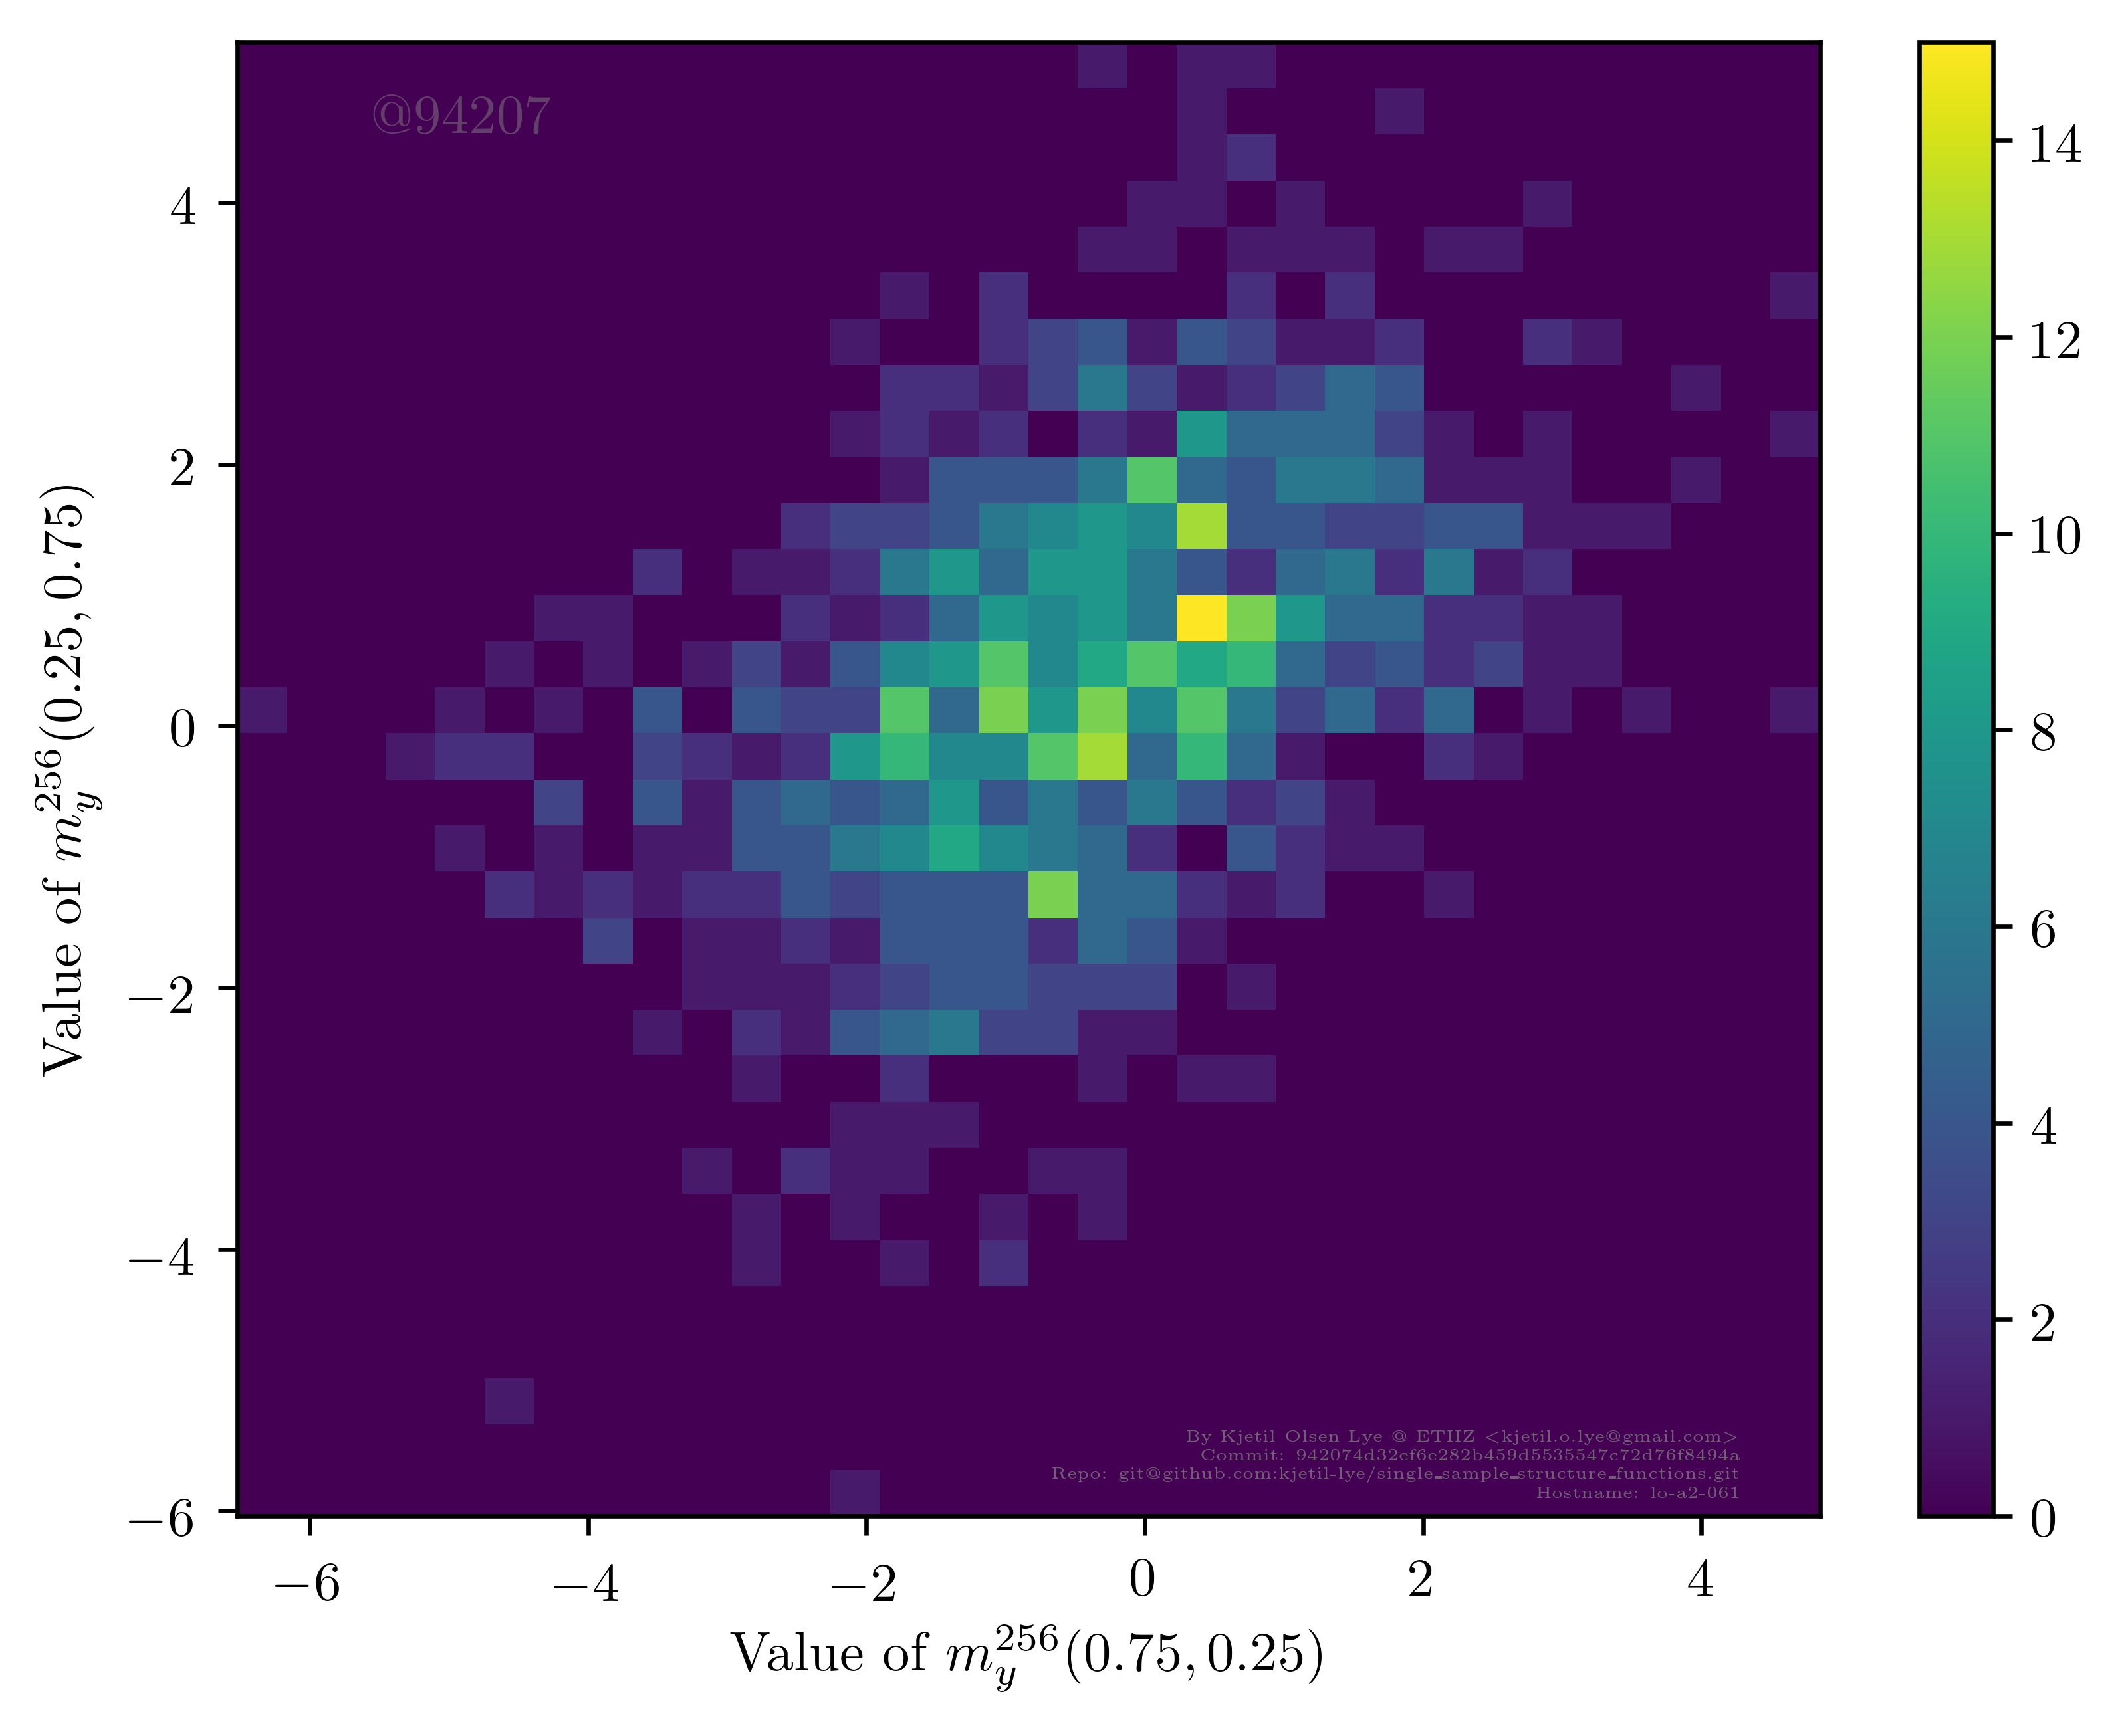 @94207
4
2
0
−2
−4
−6
Value of m_y^256(0.25, 0.75)
−6 −4 −2 0 2 4
Value of m_y^256(0.75, 0.25)
14
12
10
8
6
4
2
0
By Kjetil Olsen Lye @ ETHZ <kjetil.o.lye@gmail.com>
Commit: 942074d32ef6e282b459d5535547c72d76f8494a
Repo: git@github.com:kjetil-lye/single_sample_structure_functions.git
Hostname: lo-a2-061